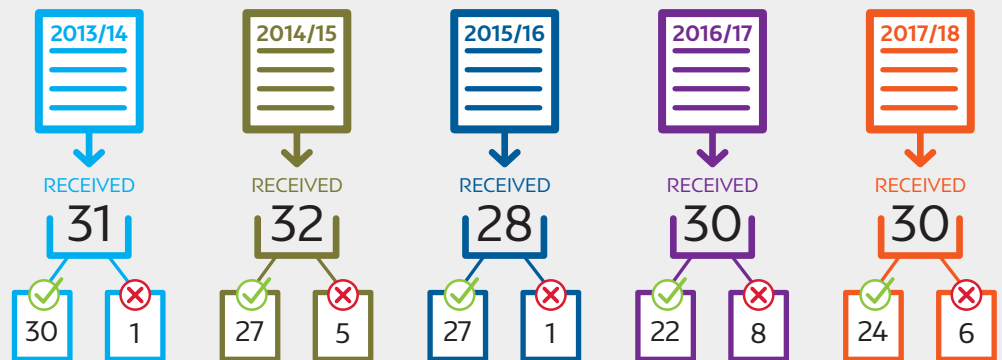 2013/14 2014/15 2015/16 2016/17 2017/18
RECEIVED RECEIVED RECEIVED RECEIVED RECEIVED
31 32 28 30 30
30 1 27 5 27 1 22 8 24 6